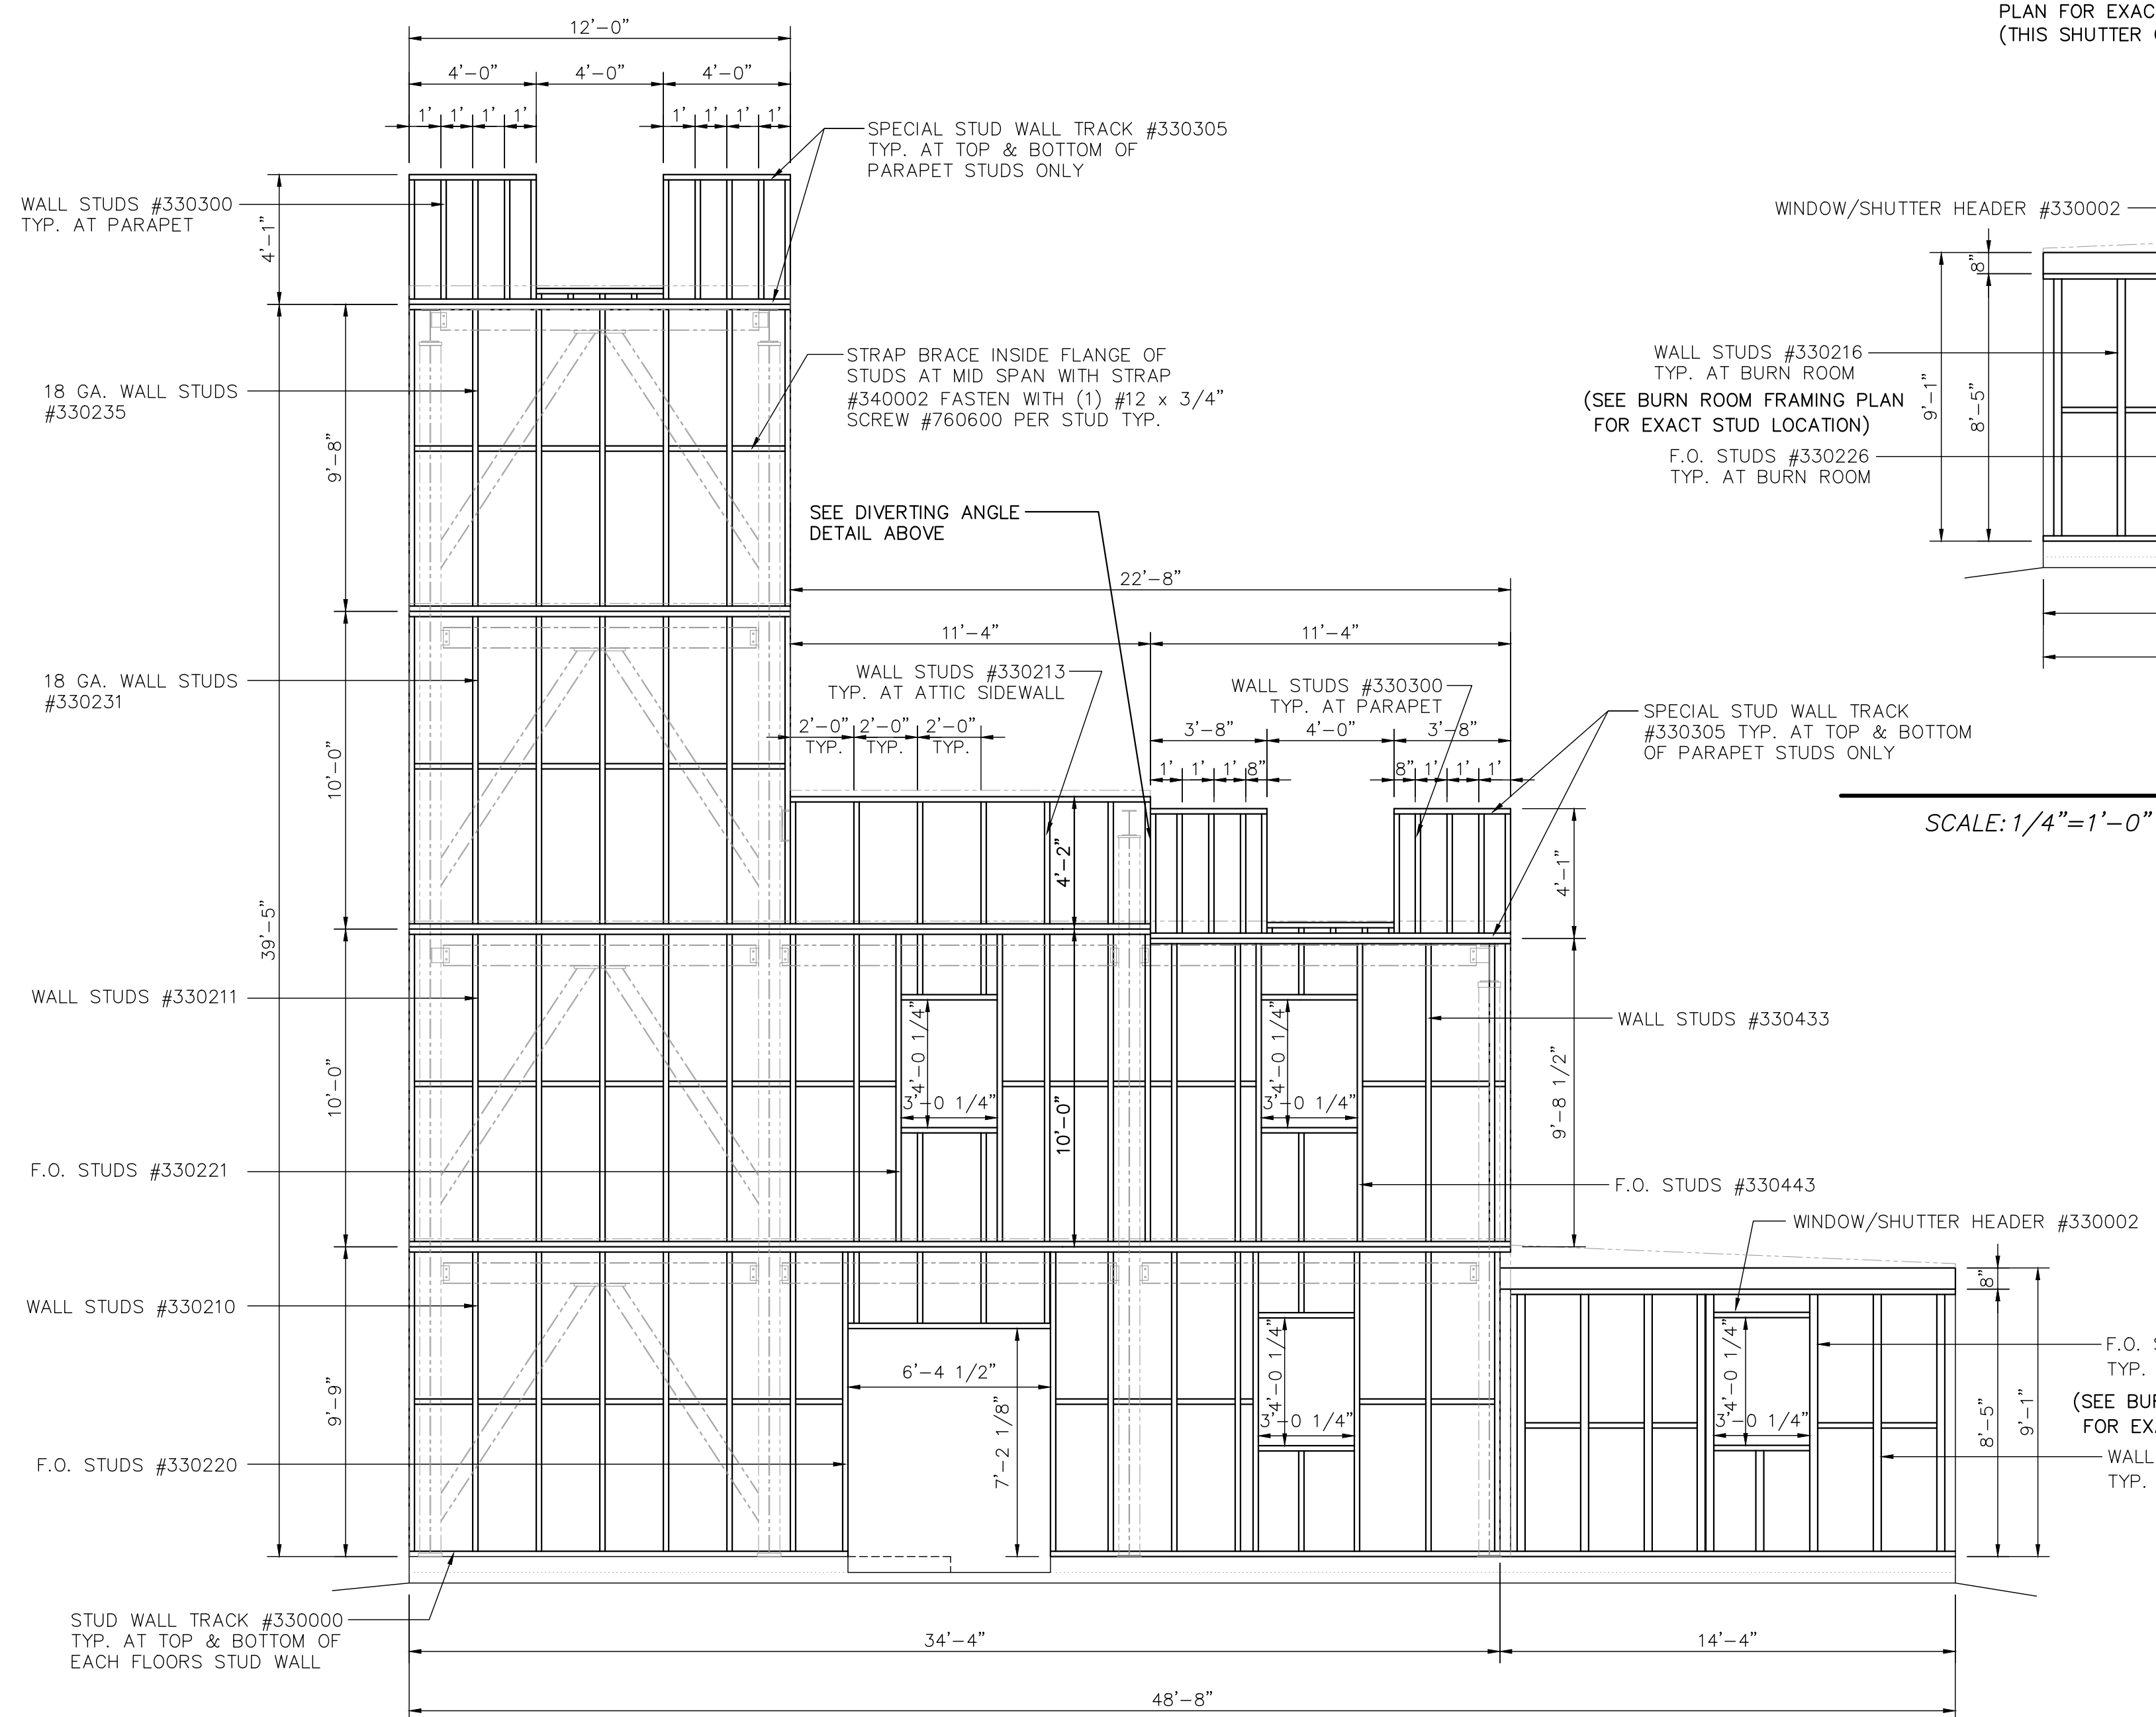 PLAN FOR EXAC
(THIS SHUTTER
12'-0"
4'-0" 4'-0" 4'-0"
1' 1' 1' 1' 1' 1' 1' 1'
SPECIAL STUD WALL TRACK #330305
TYP. AT TOP & BOTTOM OF
PARAPET STUDS ONLY
WALL STUDS #330300
TYP. AT PARAPET
4'-1"
WINDOW/SHUTTER HEADER #330002
8"
9'-1"
8'-5"
WALL STUDS #330216
TYP. AT BURN ROOM
(SEE BURN ROOM FRAMING PLAN
FOR EXACT STUD LOCATION)
F.O. STUDS #330226
TYP. AT BURN ROOM
18 GA. WALL STUDS
#330235
9'-8"
STRAP BRACE INSIDE FLANGE OF
STUDS AT MID SPAN WITH STRAP
#340002 FASTEN WITH (1) #12 x 3/4"
SCREW #760600 PER STUD TYP.
SEE DIVERTING ANGLE
DETAIL ABOVE
22'-8"
11'-4" 11'-4"
18 GA. WALL STUDS
#330231
10'-0"
WALL STUDS #330213
TYP. AT ATTIC SIDEWALL
2'-0" 2'-0" 2'-0"
TYP. TYP. TYP.
WALL STUDS #330300
TYP. AT PARAPET
3'-8" 4'-0" 3'-8"
1' 1' 1' 8" 8" 1' 1' 1'
SPECIAL STUD WALL TRACK
#330305 TYP. AT TOP & BOTTOM
OF PARAPET STUDS ONLY
SCALE: 1/4"=1'-0"
4'-2"
4'-1"
39'-5"
WALL STUDS #330211
10'-0"
4'-0 1/4"
3'-0 1/4"
10'-0"
4'-0 1/4"
3'-0 1/4"
WALL STUDS #330433
9'-8 1/2"
F.O. STUDS #330221
F.O. STUDS #330443
WINDOW/SHUTTER HEADER #330002
WALL STUDS #330210
9'-9"
6'-4 1/2"
7'-2 1/8"
4'-0 1/4"
3'-0 1/4"
4'-0 1/4"
3'-0 1/4"
8"
8'-5"
9'-1"
F.O.
TYP.
(SEE BU
FOR EX
WALL
TYP.
F.O. STUDS #330220
STUD WALL TRACK #330000
TYP. AT TOP & BOTTOM OF
EACH FLOORS STUD WALL
34'-4" 14'-4"
48'-8"